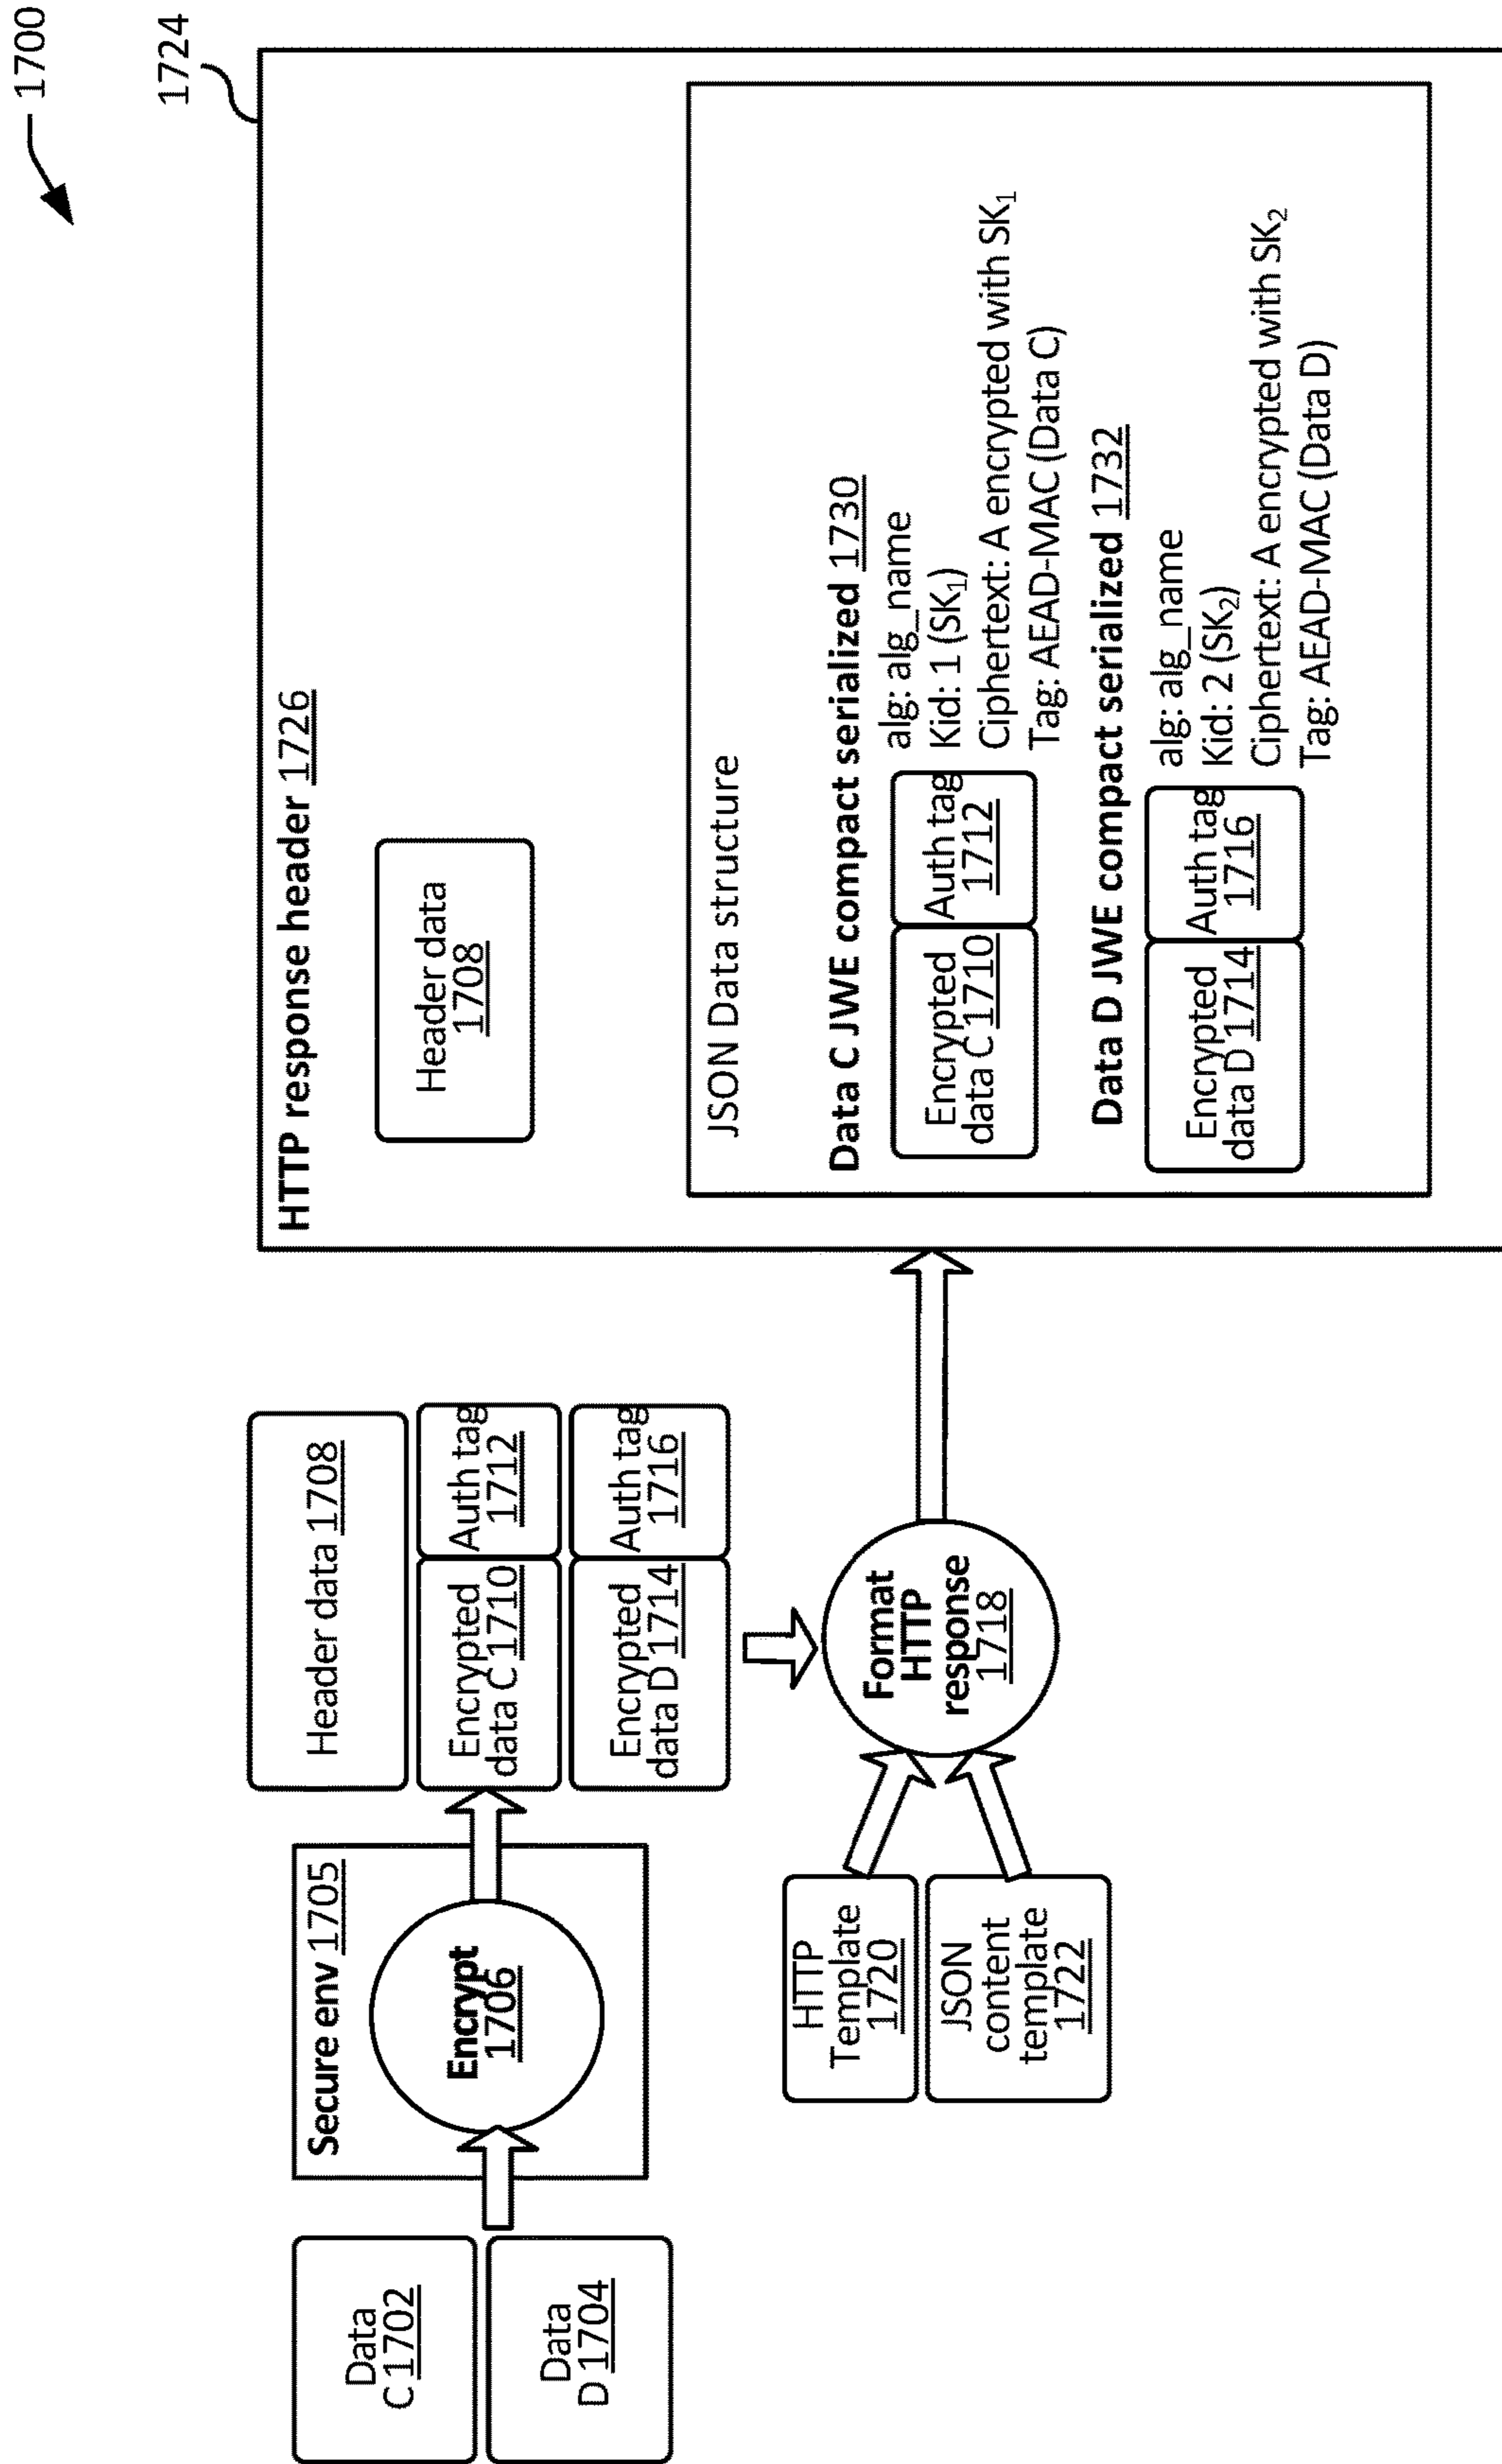 1700
1724
Data
C 1702
Data
D 1704
Secure env 1705
Encrypt
1706
Header data 1708
Encrypted
data C 1710
Auth tag
1712
Encrypted
data D 1714
Auth tag
1716
HTTP
Template
1720
JSON
content
template
1722
Format
HTTP
response
1718
HTTP response header 1726
Header data
1708
JSON Data structure
Data C JWE compact serialized 1730
Encrypted
data C 1710
Auth tag
1712
alg: alg_name
Kid: 1 (SK₁)
Ciphertext: A encrypted with SK₁
Tag: AEAD-MAC (Data C)
Data D JWE compact serialized 1732
Encrypted
data D 1714
Auth tag
1716
alg: alg_name
Kid: 2 (SK₂)
Ciphertext: A encrypted with SK₂
Tag: AEAD-MAC (Data D)